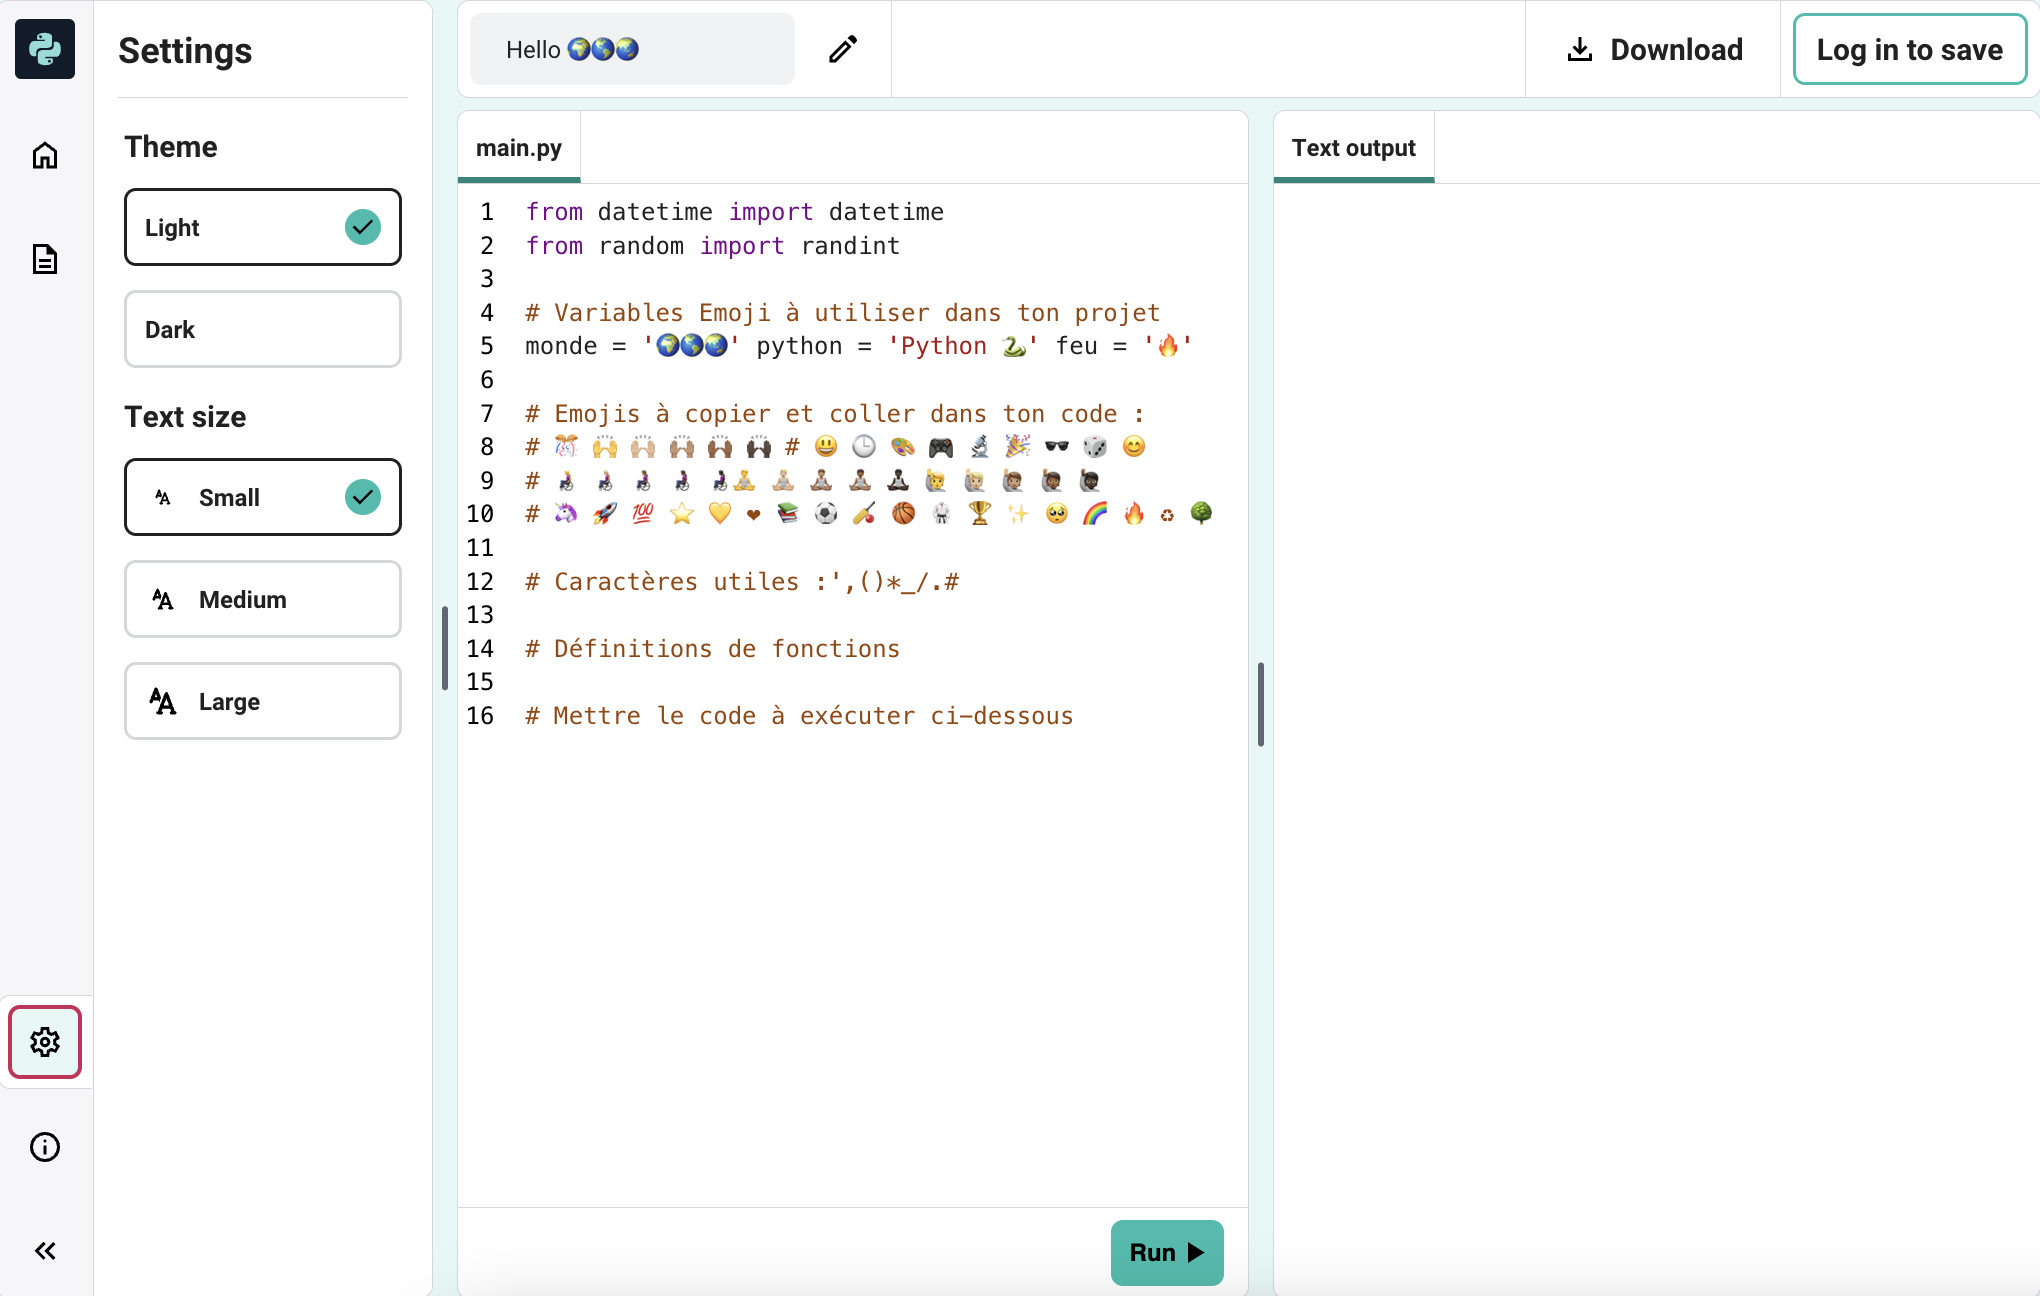 Settings
Theme
Light
Dark
Text size
Small
Medium
Large
Hello 🌍🌎🌏
Download
Log in to save
main.py
1 from datetime import datetime
2 from random import randint
3
4 # Variables Emoji à utiliser dans ton projet
5 monde = '🌍🌎🌏' python = 'Python 🐍' feu = '🔥'
6
7 # Emojis à copier et coller dans ton code :
8 # 🎊 🙌 🙌🏼 🙌🏽 🙌🏾 🙌🏿 # 😃 🕒 🎨 🎮 🔬 🎉 🕶️ 🎲 😊
9 # 👩‍🦼 👩🏼‍🦼 👩🏽‍🦼 👩🏾‍🦼 👩🏿‍🦼🧘 🧘🏼 🧘🏽 🧘🏾 🧘🏿 🙋 🙋🏼 🙋🏽 🙋🏾 🙋🏿
10 # 🦄 🚀 💯 ⭐ 💛 ❤ 📚 ⚽ 🏏 🏀 🥋 🏆 ✨ 🥺 🌈 🔥 ♻ 🌳
11
12 # Caractères utiles :',()*_/.#
13
14 # Définitions de fonctions
15
16 # Mettre le code à exécuter ci-dessous
Run
Text output